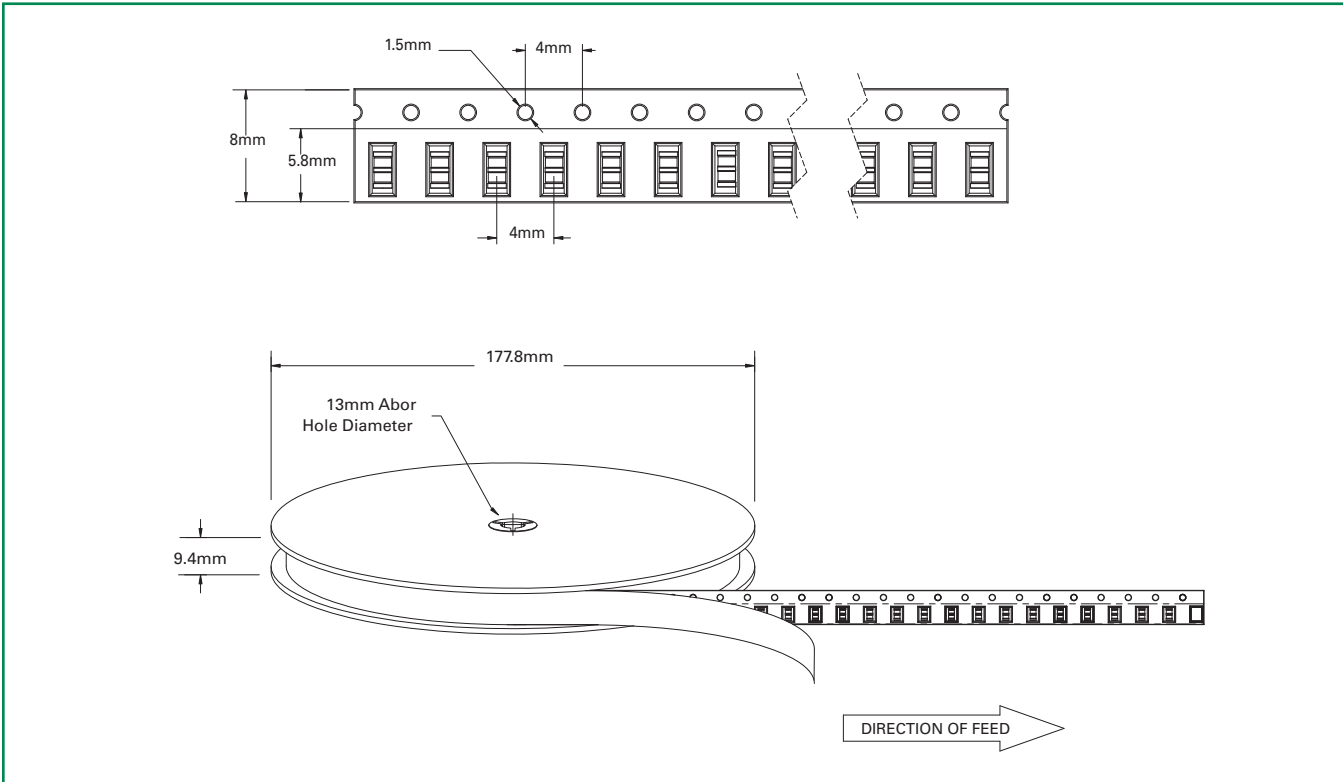 1.5mm
4mm
8mm
5.8mm
4mm
177.8mm
13mm Abor
Hole Diameter
9.4mm
DIRECTION OF FEED